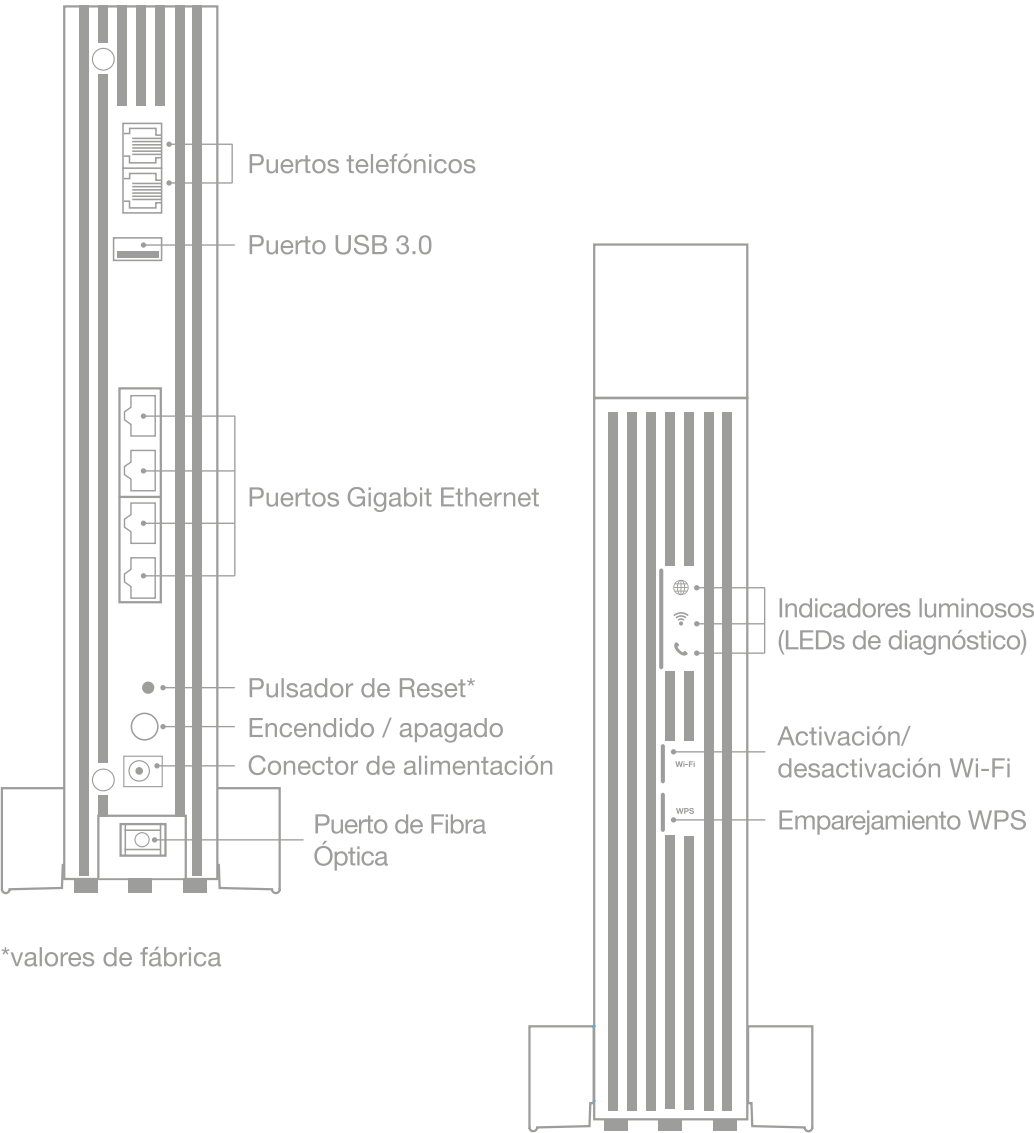 Puertos telefónicos
Puerto USB 3.0
Puertos Gigabit Ethernet
Pulsador de Reset*
Encendido / apagado
Conector de alimentación
Puerto de Fibra
Óptica
*valores de fábrica
Indicadores luminosos
(LEDs de diagnóstico)
Activación/
desactivación Wi-Fi
Wi-Fi
WPS
Emparejamiento WPS